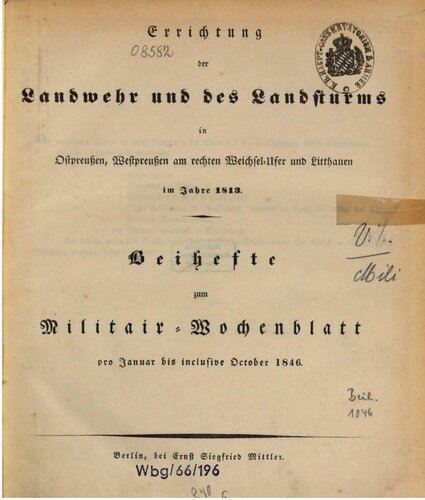 Errichtung
08582
der
Landwehr und des Landsturms
in
Ostpreußen, Westpreußen am rechten Weichsel-Ufer und Litthauen
im Jahre 1813.
Beihefte
zum
Militair-Wochenblatt
pro Januar bis inclusive October 1846.
Beih.
1846
Berlin, bei Ernst Siegfried Mittler.
Wbg/66/196